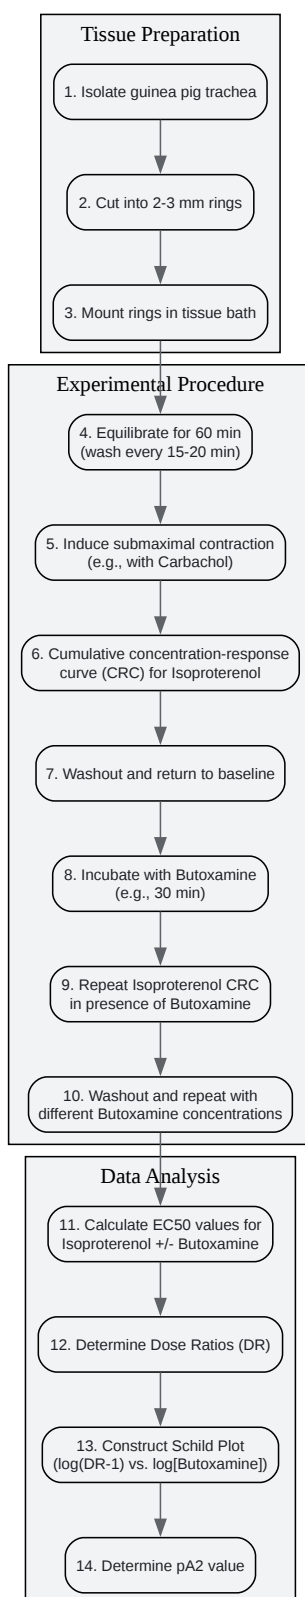 Tissue Preparation
1. Isolate guinea pig trachea
2. Cut into 2-3 mm rings
3. Mount rings in tissue bath
Experimental Procedure
4. Equilibrate for 60 min
(wash every 15-20 min)
5. Induce submaximal contraction
(e.g., with Carbachol)
6. Cumulative concentration-response
curve (CRC) for Isoproterenol
7. Washout and return to baseline
8. Incubate with Butoxamine
(e.g., 30 min)
9. Repeat Isoproterenol CRC
in presence of Butoxamine
10. Washout and repeat with
different Butoxamine concentrations
Data Analysis
11. Calculate EC50 values for
Isoproterenol +/- Butoxamine
12. Determine Dose Ratios (DR)
13. Construct Schild Plot
(log(DR-1) vs. log[Butoxamine])
14. Determine pA2 value